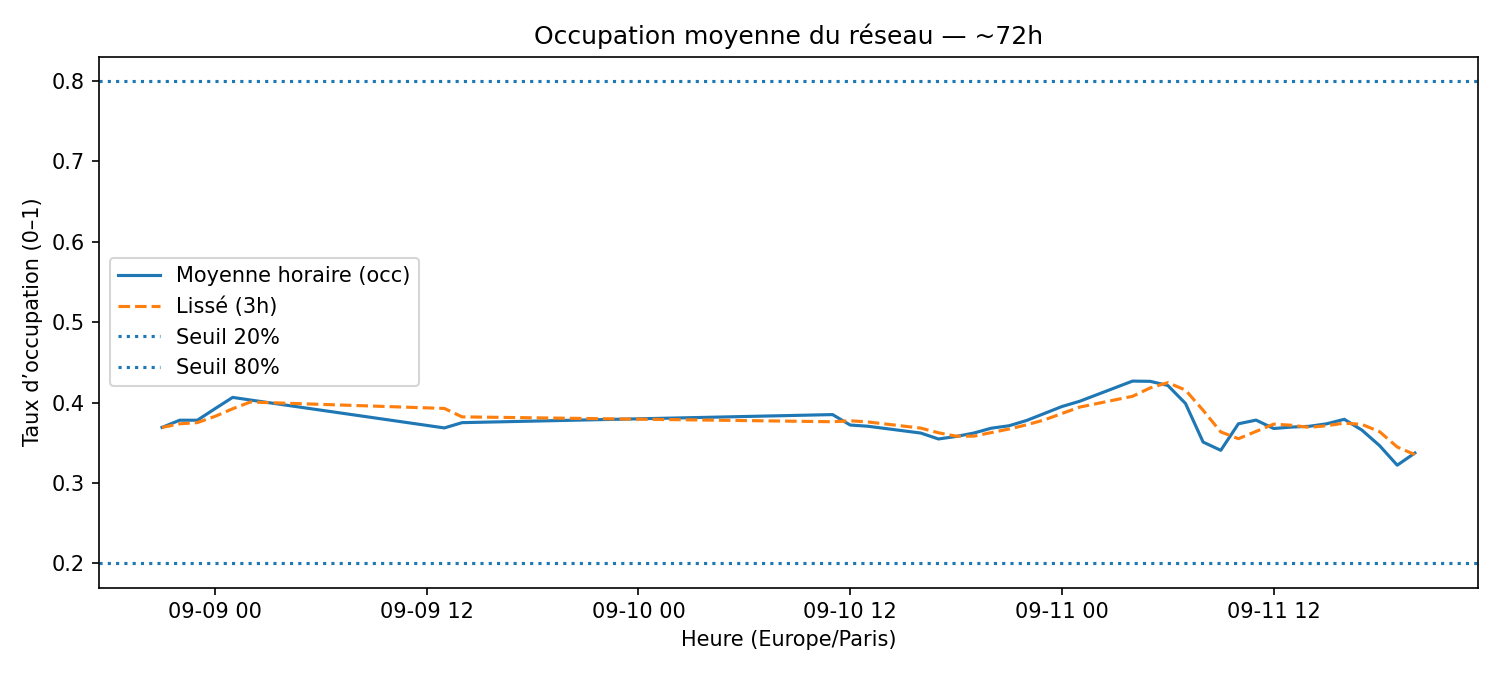 Occupation moyenne du réseau — ~72h
Taux d’occupation (0–1)
0.8
0.7
0.6
0.5
0.4
0.3
0.2
Moyenne horaire (occ)
Lissé (3h)
Seuil 20%
Seuil 80%
09-09 00 09-09 12 09-10 00 09-10 12 09-11 00 09-11 12
Heure (Europe/Paris)